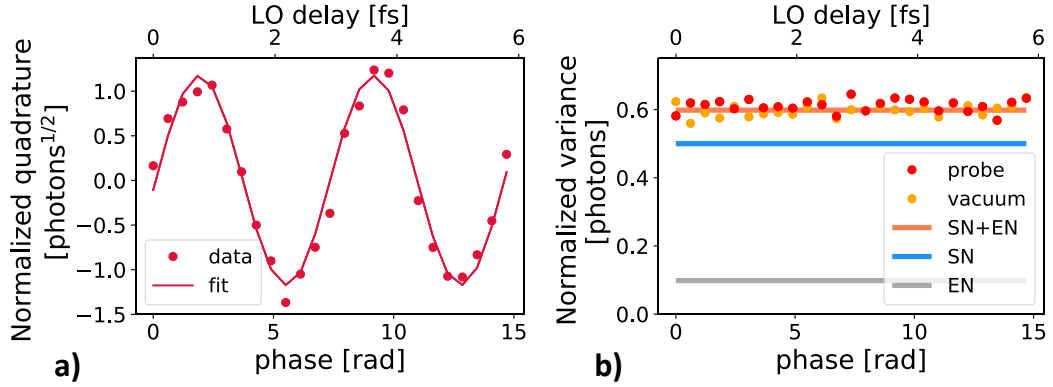 LO delay [fs]
0 2 4 6
Normalized quadrature
[photons1/2]
1.0
0.5
0.0
−0.5
−1.0
−1.5
data
fit
0 5 10 15
phase [rad]
a)
LO delay [fs]
0 2 4 6
Normalized variance
[photons]
0.6
0.4
0.2
0.0
probe
vacuum
SN+EN
SN
EN
0 5 10 15
phase [rad]
b)